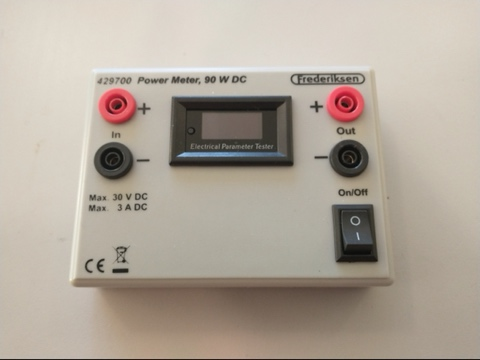 429700 Power Meter, 90 W DC
Frederiksen
+
+
In
Out
Electrical Parameter Tester
−
−
Max. 30 V DC
Max. 3 A DC
On/Off
O
I
CE